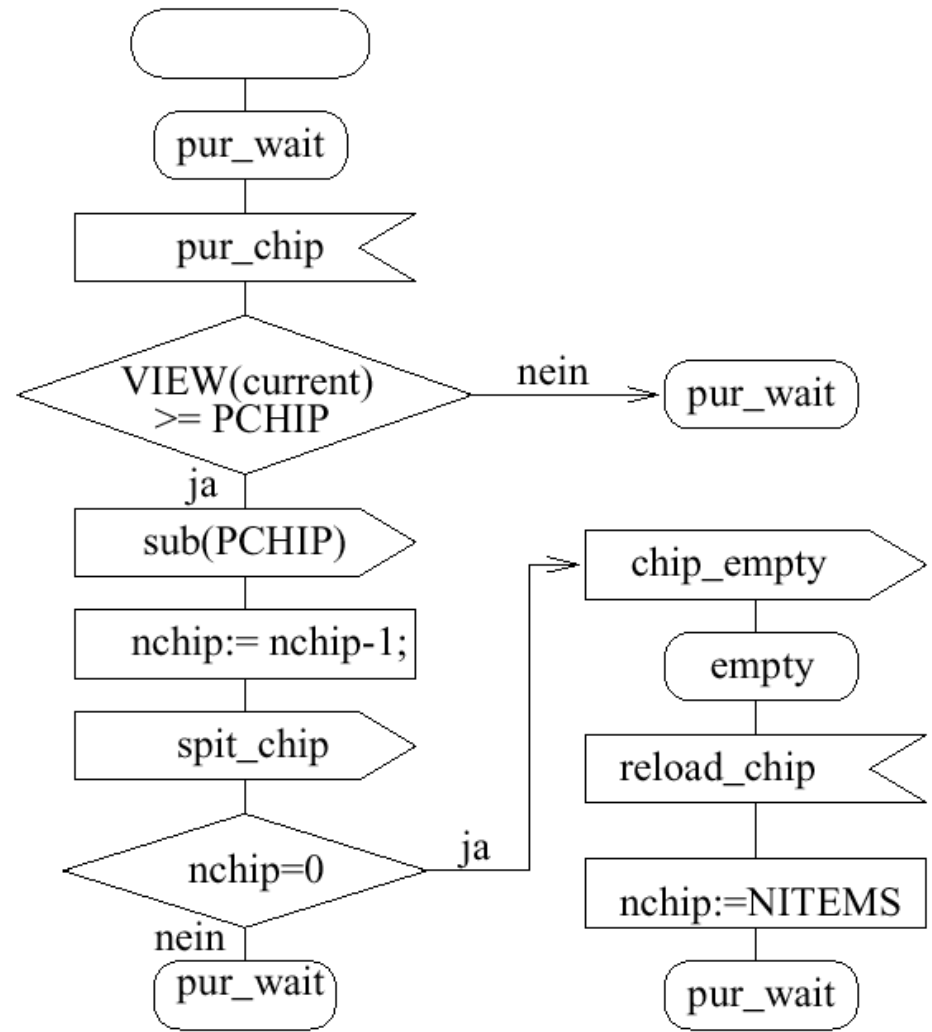 pur_wait
pur_chip
VIEW(current)
>= PCHIP
nein
pur_wait
ja
sub(PCHIP)
nchip:= nchip-1;
spit_chip
nchip=0
ja
nein
pur_wait
chip_empty
empty
reload_chip
nchip:=NITEMS
pur_wait